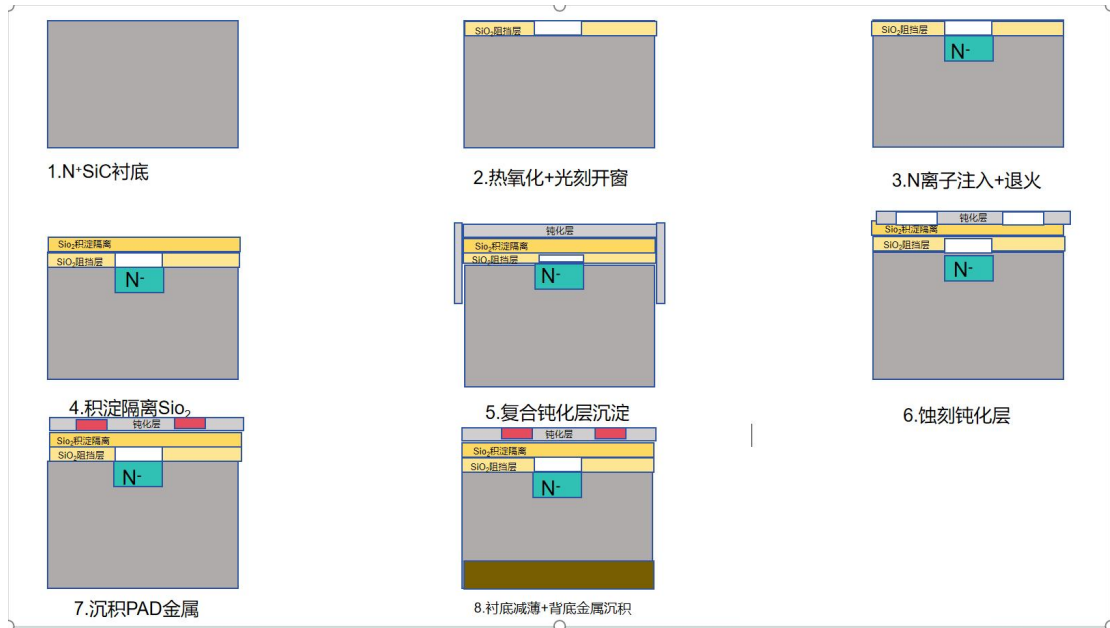 SiO₂阻挡层
SiO₂阻挡层
N-
1.N⁺SiC衬底
2.热氧化+光刻开窗
3.N离子注入+退火
Sio₂积淀隔离
SiO₂阻挡层
N-
钝化层
Sio₂积淀隔离
SiO₂阻挡层
N-
钝化层
Sio₂积淀隔离
SiO₂阻挡层
N-
4.积淀隔离Sio₂
5.复合钝化层沉淀
6.蚀刻钝化层
钝化层
Sio₂积淀隔离
SiO₂阻挡层
N-
钝化层
Sio₂积淀隔离
SiO₂阻挡层
N-
7.沉积PAD金属
8.衬底减薄+背底金属沉积